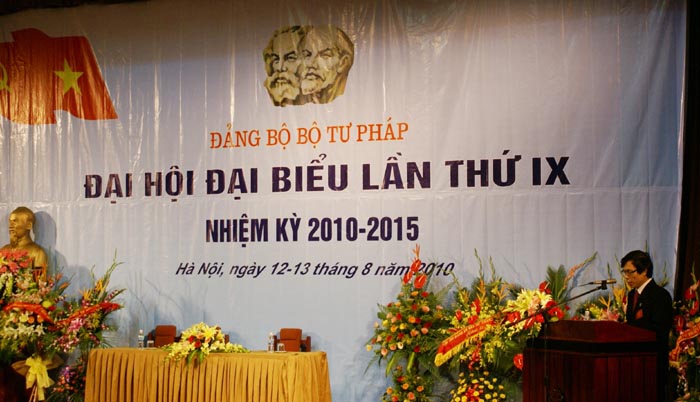 ĐẢNG BỘ BỘ TƯ PHÁP
ĐẠI HỘI ĐẠI BIỂU LẦN THỨ IX
NHIỆM KỲ 2010-2015
Hà Nội, ngày 12-13 tháng 8 năm 2010